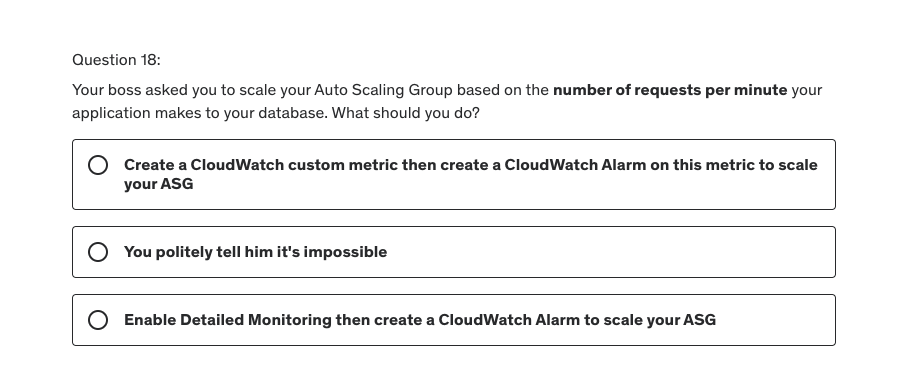 Question 18:
Your boss asked you to scale your Auto Scaling Group based on the number of requests per minute your
application makes to your database. What should you do?
Create a CloudWatch custom metric then create a CloudWatch Alarm on this metric to scale
your ASG
You politely tell him it's impossible
Enable Detailed Monitoring then create a CloudWatch Alarm to scale your ASG